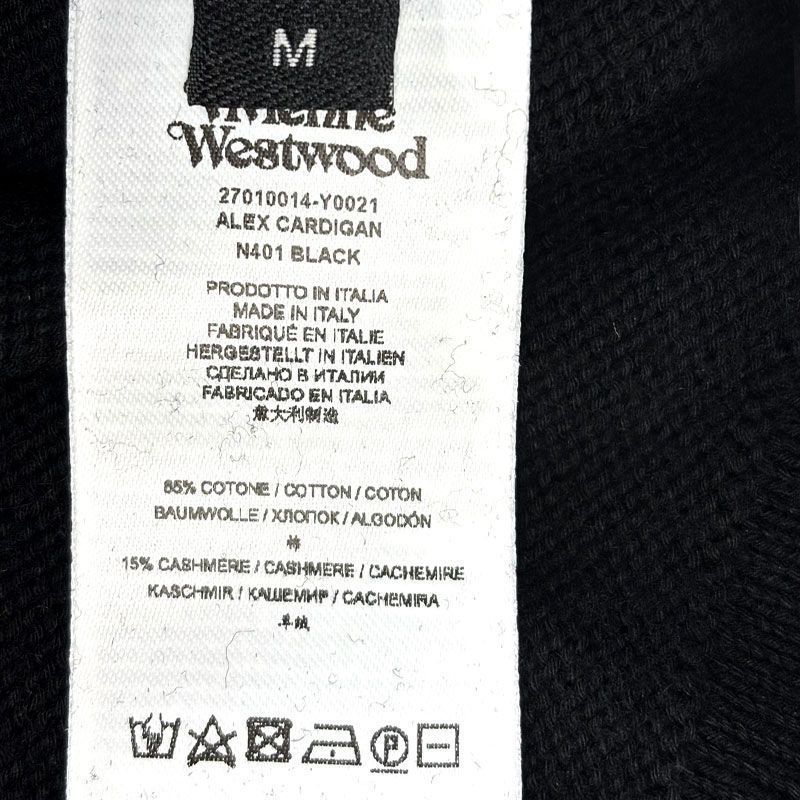 M
Vivienne
Westwood
27010014-Y0021
ALEX CARDIGAN
N401 BLACK
PRODOTTO IN ITALIA
MADE IN ITALY
FABRIQUÉ EN ITALIE
HERGESTELLT IN ITALIEN
СДЕЛАНО В ИТАЛИИ
FABRICADO EN ITALIA
意大利制造
85% COTONE / COTTON / COTON
BAUMWOLLE / ХЛОПОК / ALGODÓN
棉
15% CASHMERE / CASHMERE / CACHEMIRE
KASCHMIR / КАШЕМИР / CACHEMIRA
羊绒
P